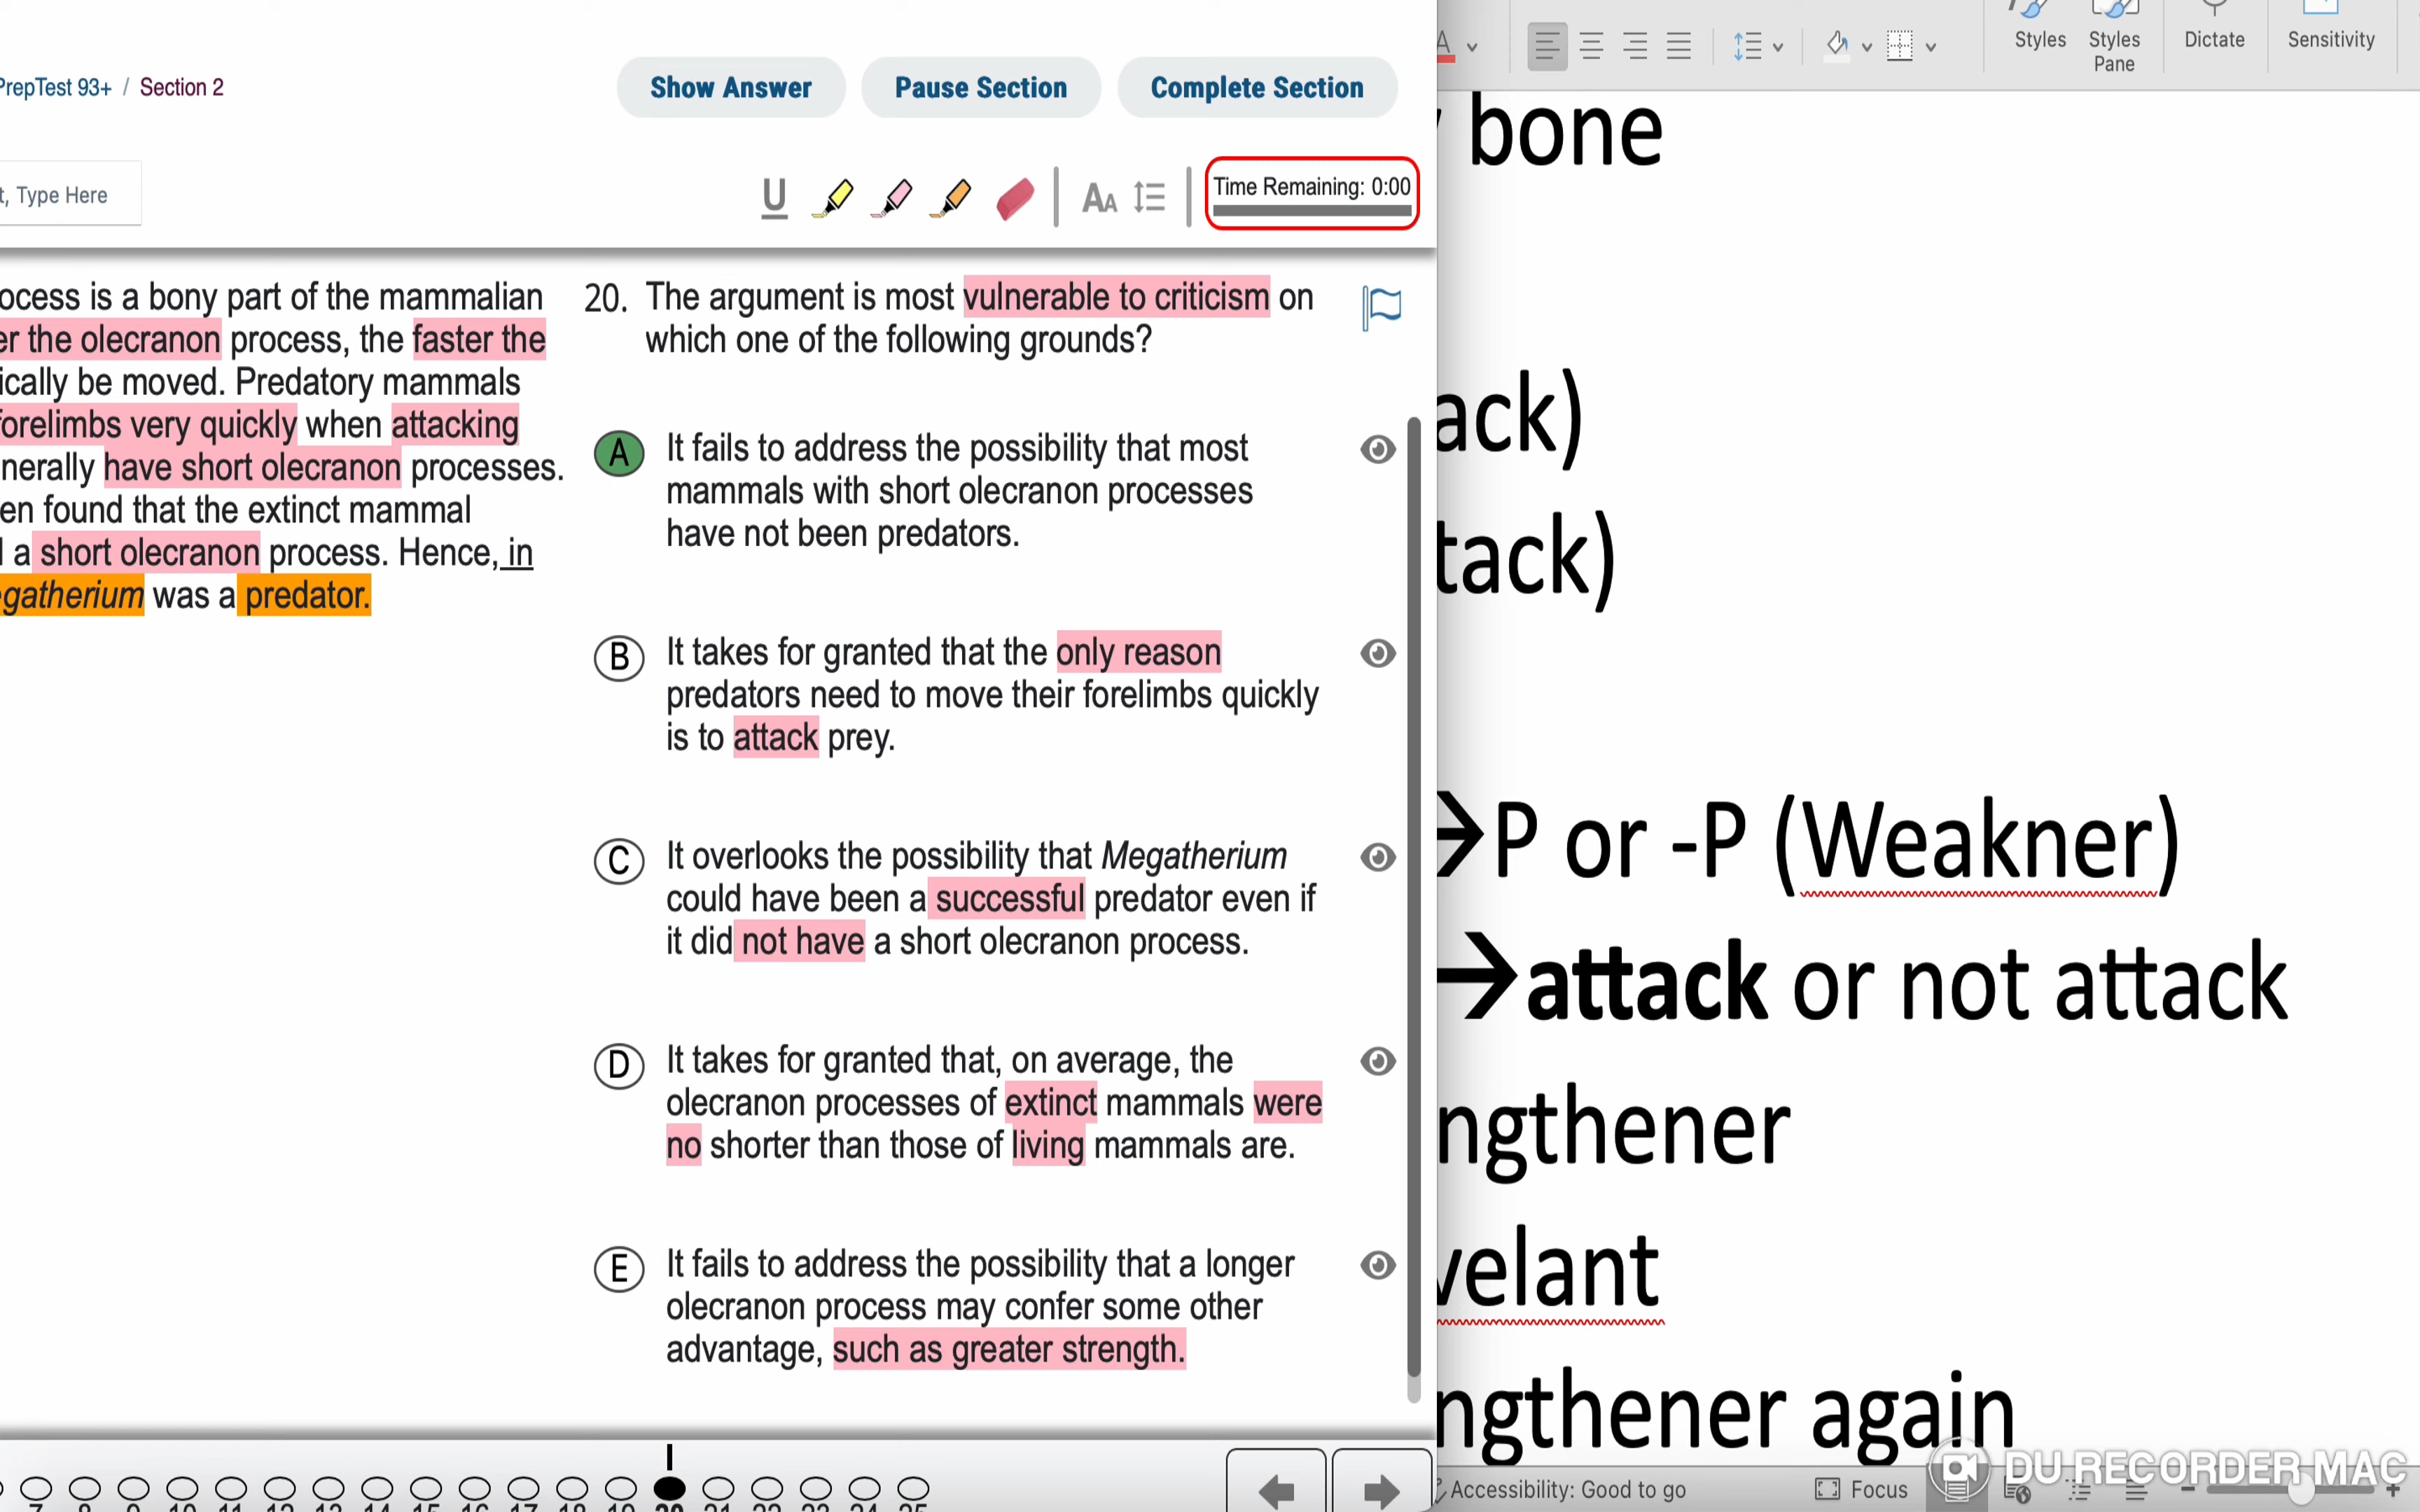 PrepTest 93+ / Section 2
Show Answer
Pause Section
Complete Section
t, Type Here
U
AA
Time Remaining: 0:00
ocess is a bony part of the mammalian
er the olecranon process, the faster the
ically be moved. Predatory mammals
forelimbs very quickly when attacking
nerally have short olecranon processes.
en found that the extinct mammal
a short olecranon process. Hence, in
gatherium was a predator.
20. The argument is most vulnerable to criticism on
which one of the following grounds?
A It fails to address the possibility that most
mammals with short olecranon processes
have not been predators.
B It takes for granted that the only reason
predators need to move their forelimbs quickly
is to attack prey.
C It overlooks the possibility that Megatherium
could have been a successful predator even if
it did not have a short olecranon process.
D It takes for granted that, on average, the
olecranon processes of extinct mammals were
no shorter than those of living mammals are.
E It fails to address the possibility that a longer
olecranon process may confer some other
advantage, such as greater strength.
A
Styles
Styles
Pane
Dictate
Sensitivity
bone
ack)
tack)
→P or -P (Weakner)
→attack or not attack
ngthener
velant
ngthener again
Accessibility: Good to go
Focus
DU RECORDER MAC